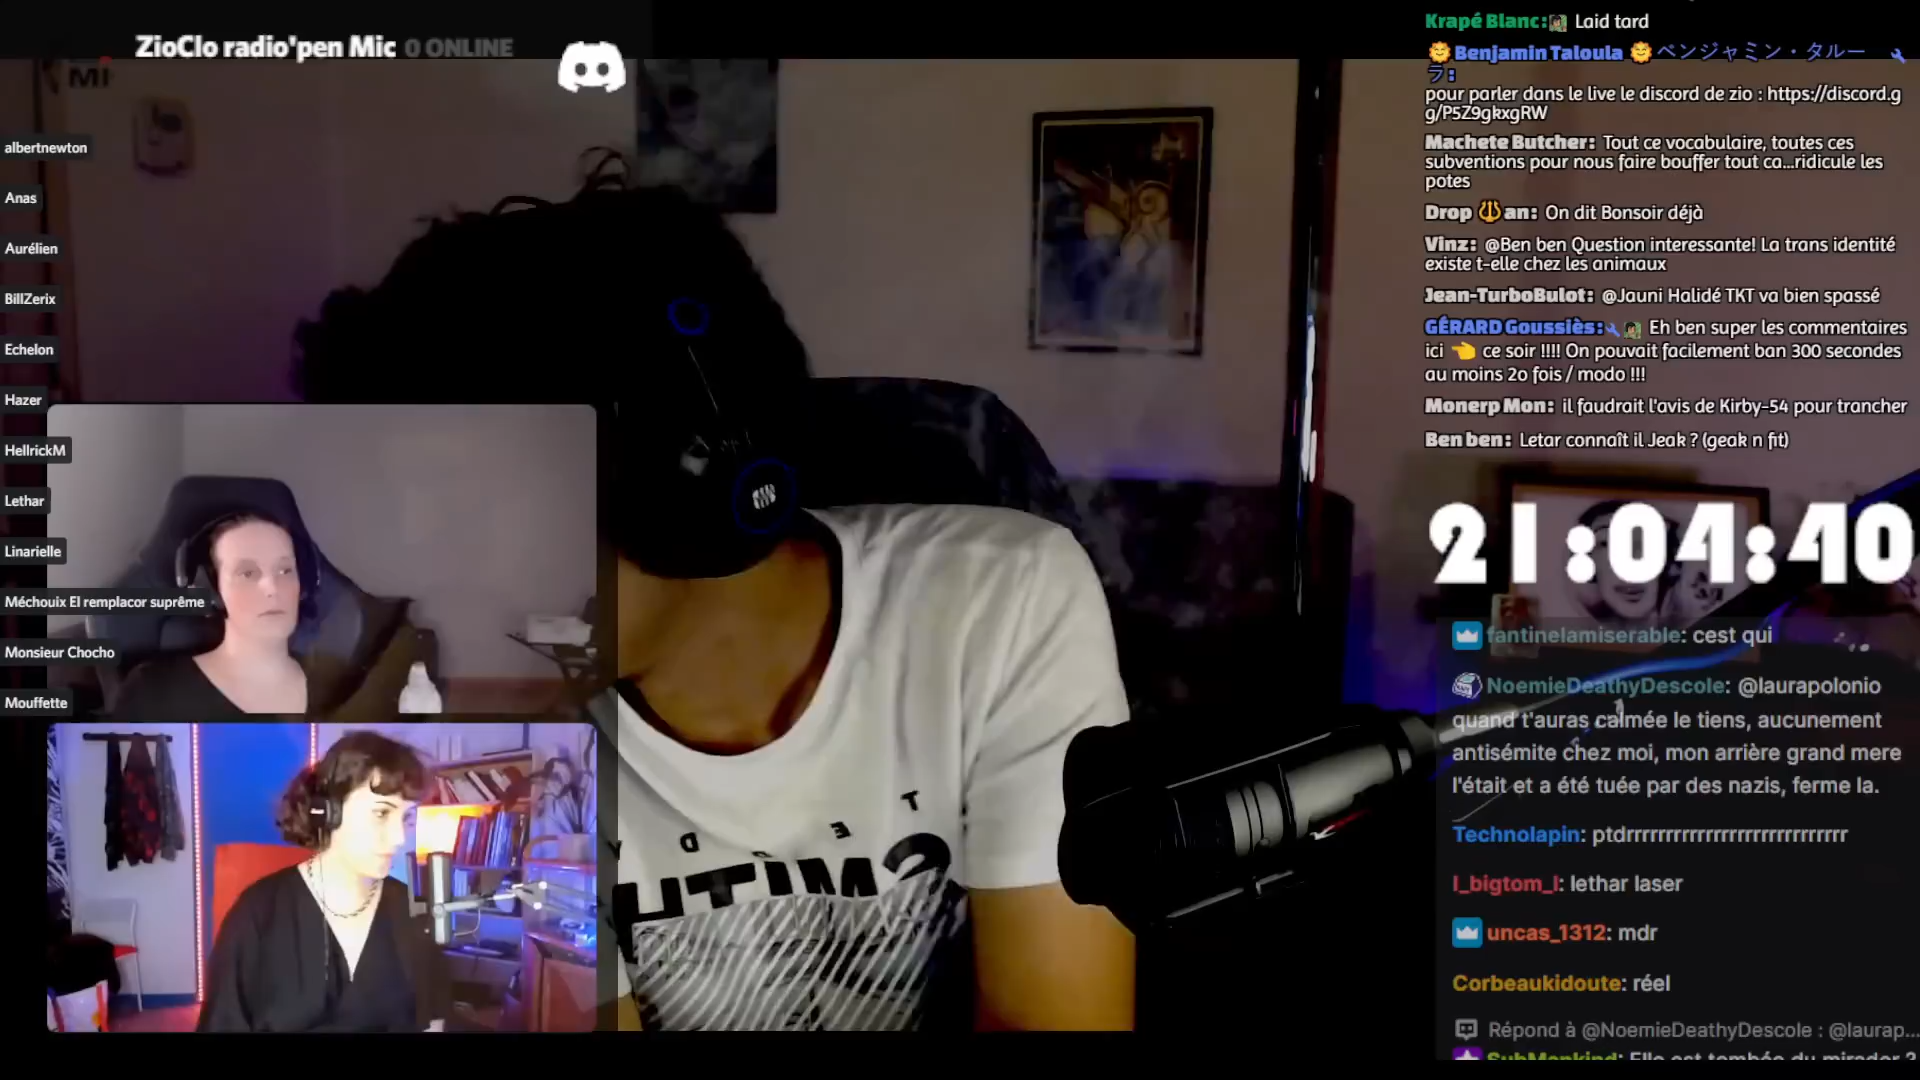 ZioClo radio'pen Mic 0 ONLINE
MI
albertnewton
Anas
Aurélien
BillZerix
Echelon
Hazer
HellrickM
Lethar
Linarielle
Méchouix El remplacor suprême
Monsieur Chocho
Mouffette
TEDDY
SMITH
Krapé Blanc: Laid tard
Benjamin Taloula ベンジャミン・タルー
ラ:
pour parler dans le live le discord de zio : https://discord.g
g/P5Z9gkxgRW
Machete Butcher: Tout ce vocabulaire, toutes ces
subventions pour nous faire bouffer tout ca...ridicule les
potes
Drop an: On dit Bonsoir déjà
Vinz: @Ben ben Question interessante! La trans identité
existe t-elle chez les animaux
Jean-TurboBulot: @Jauni Halidé TKT va bien spassé
GÉRARD Goussiès: Eh ben super les commentaires
ici 👈 ce soir !!!! On pouvait facilement ban 300 secondes
au moins 2o fois / modo !!!
Monerp Mon: il faudrait l'avis de Kirby-54 pour trancher
Ben ben: Letar connaît il Jeak ? (geak n fit)
21:04:40
fantinelamiserable: cest qui
NoemieDeathyDescole: @laurapolonio
quand t'auras calmée le tiens, aucunement
antisémite chez moi, mon arrière grand mere
l'était et a été tuée par des nazis, ferme la.
Technolapin: ptdrrrrrrrrrrrrrrrrrrrrrrrrrrrr
l_bigtom_l: lethar laser
uncas_1312: mdr
Corbeaukidoute: réel
Répond à @NoemieDeathyDescole : @laurap...
SubMankind: Elle est tombée du mirador ?